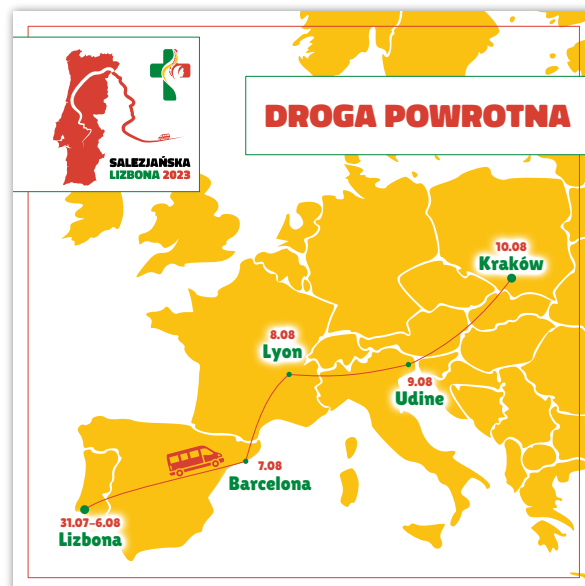 SALEZJAŃSKA
LIZBONA 2023
DROGA POWROTNA
10.08
Kraków
8.08
Lyon
9.08
Udine
7.08
Barcelona
31.07–6.08
Lizbona